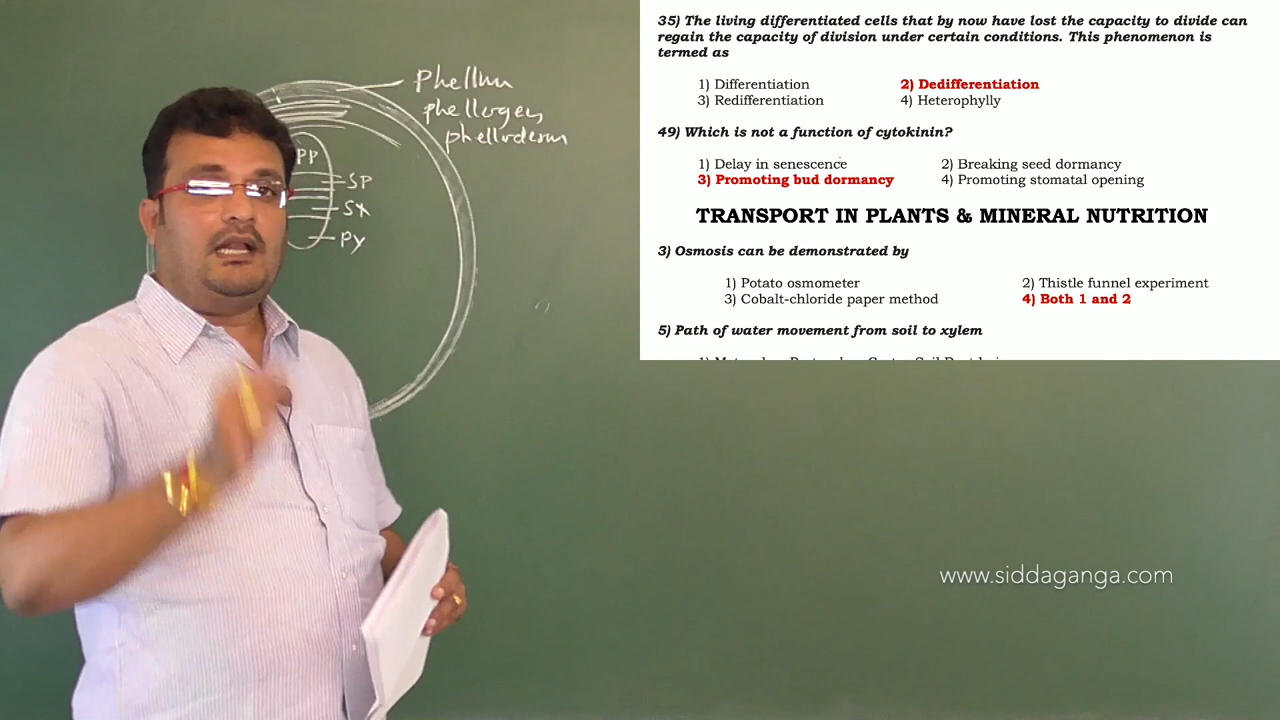 Phellum
phellogen
phelloderm
PP
SP
SX
PY
35) The living differentiated cells that by now have lost the capacity to divide can
regain the capacity of division under certain conditions. This phenomenon is
termed as
1) Differentiation 2) Dedifferentiation
3) Redifferentiation 4) Heterophylly
49) Which is not a function of cytokinin?
1) Delay in senescence 2) Breaking seed dormancy
3) Promoting bud dormancy 4) Promoting stomatal opening
TRANSPORT IN PLANTS & MINERAL NUTRITION
3) Osmosis can be demonstrated by
1) Potato osmometer 2) Thistle funnel experiment
3) Cobalt-chloride paper method 4) Both 1 and 2
5) Path of water movement from soil to xylem
www.siddaganga.com